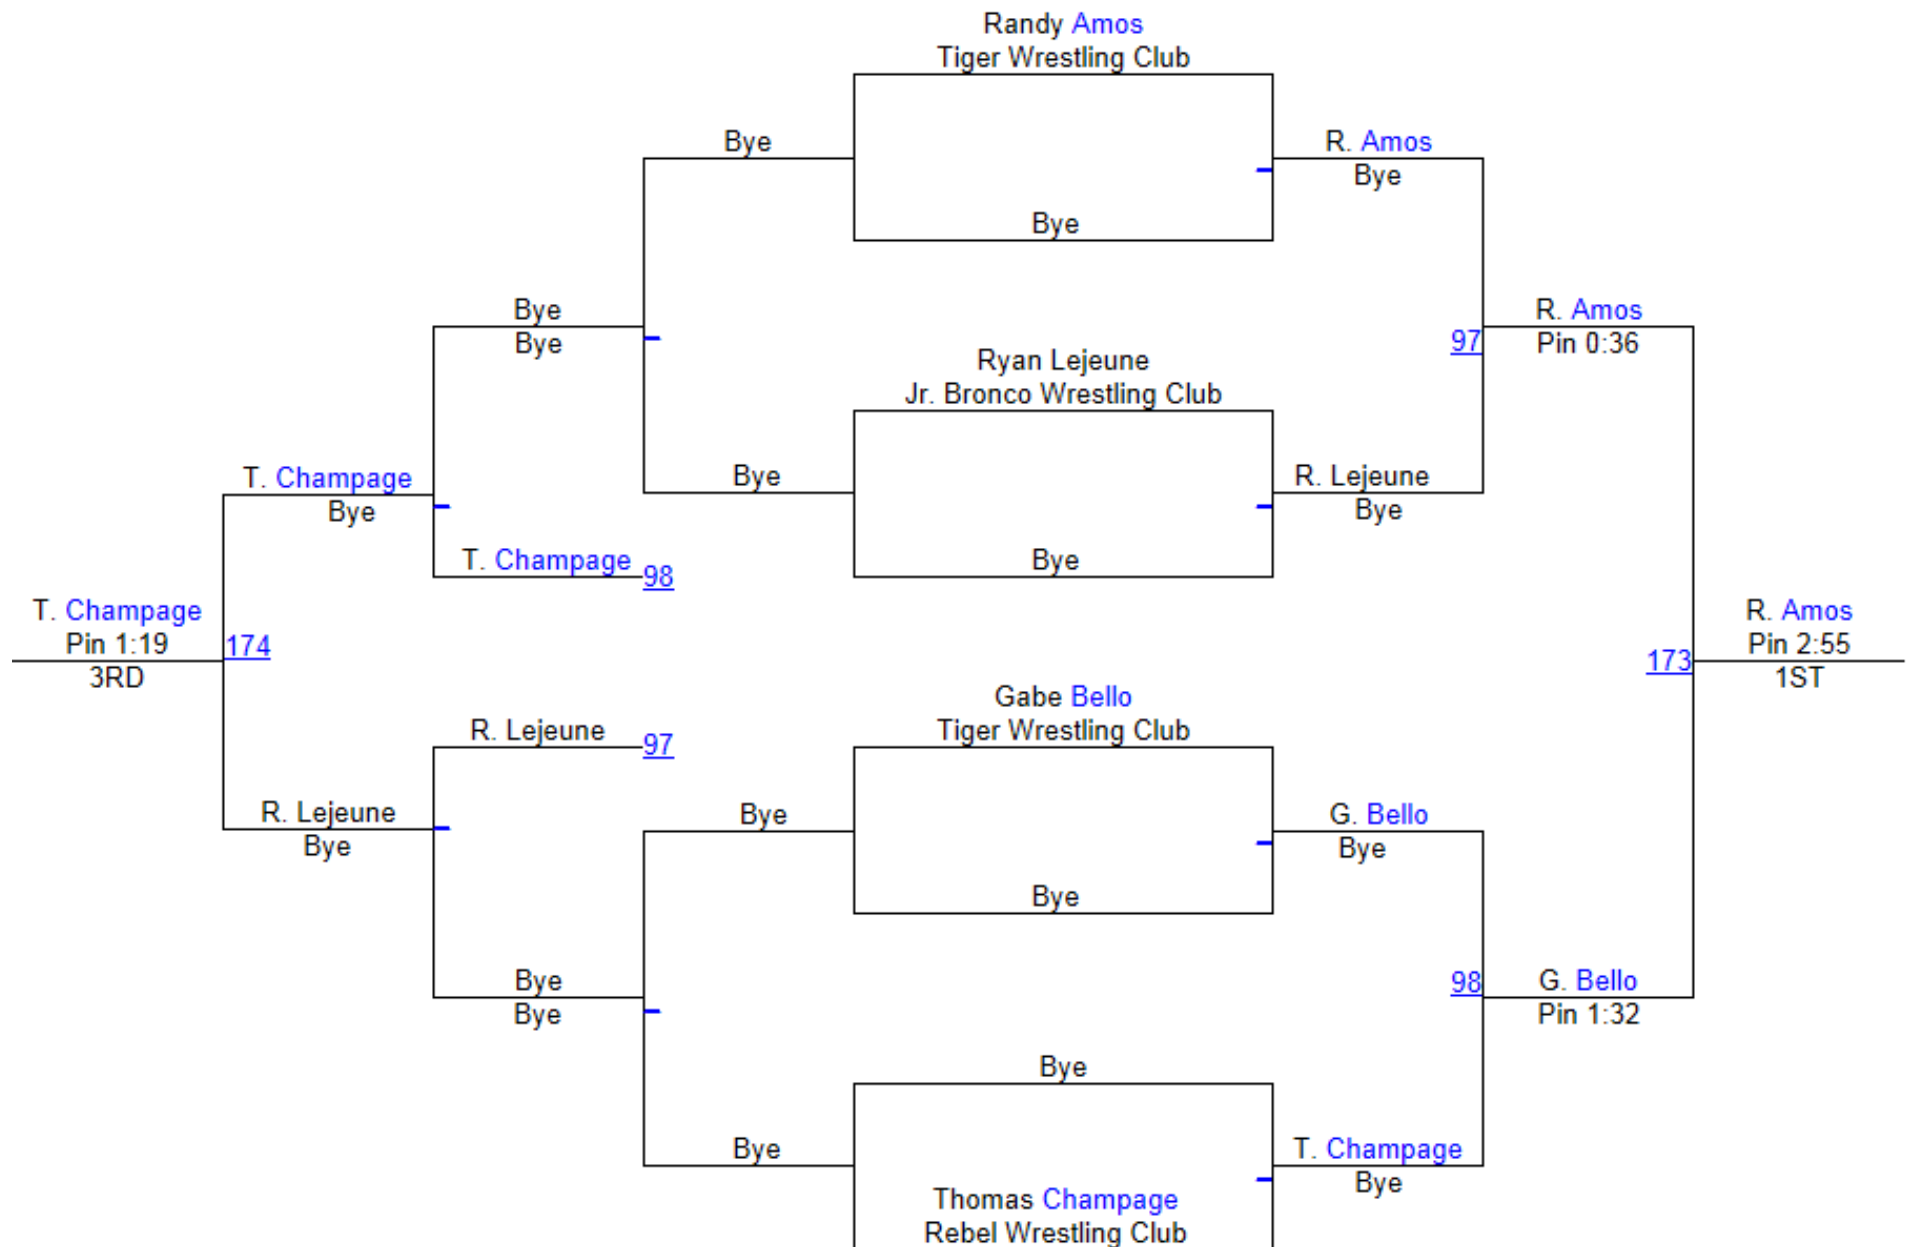 Randy Amos
Tiger Wrestling Club
Bye
R. Amos
Bye
Bye
Bye
Bye
R. Amos
Pin 0:36
97
Ryan Lejeune
Jr. Bronco Wrestling Club
T. Champage
Bye
Bye
R. Lejeune
Bye
T. Champage
98
Bye
T. Champage
Pin 1:19
3RD
174
R. Amos
Pin 2:55
1ST
173
Gabe Bello
Tiger Wrestling Club
R. Lejeune
97
R. Lejeune
Bye
Bye
G. Bello
Bye
Bye
Bye
Bye
98
G. Bello
Pin 1:32
Bye
Bye
T. Champage
Bye
Thomas Champage
Rebel Wrestling Club